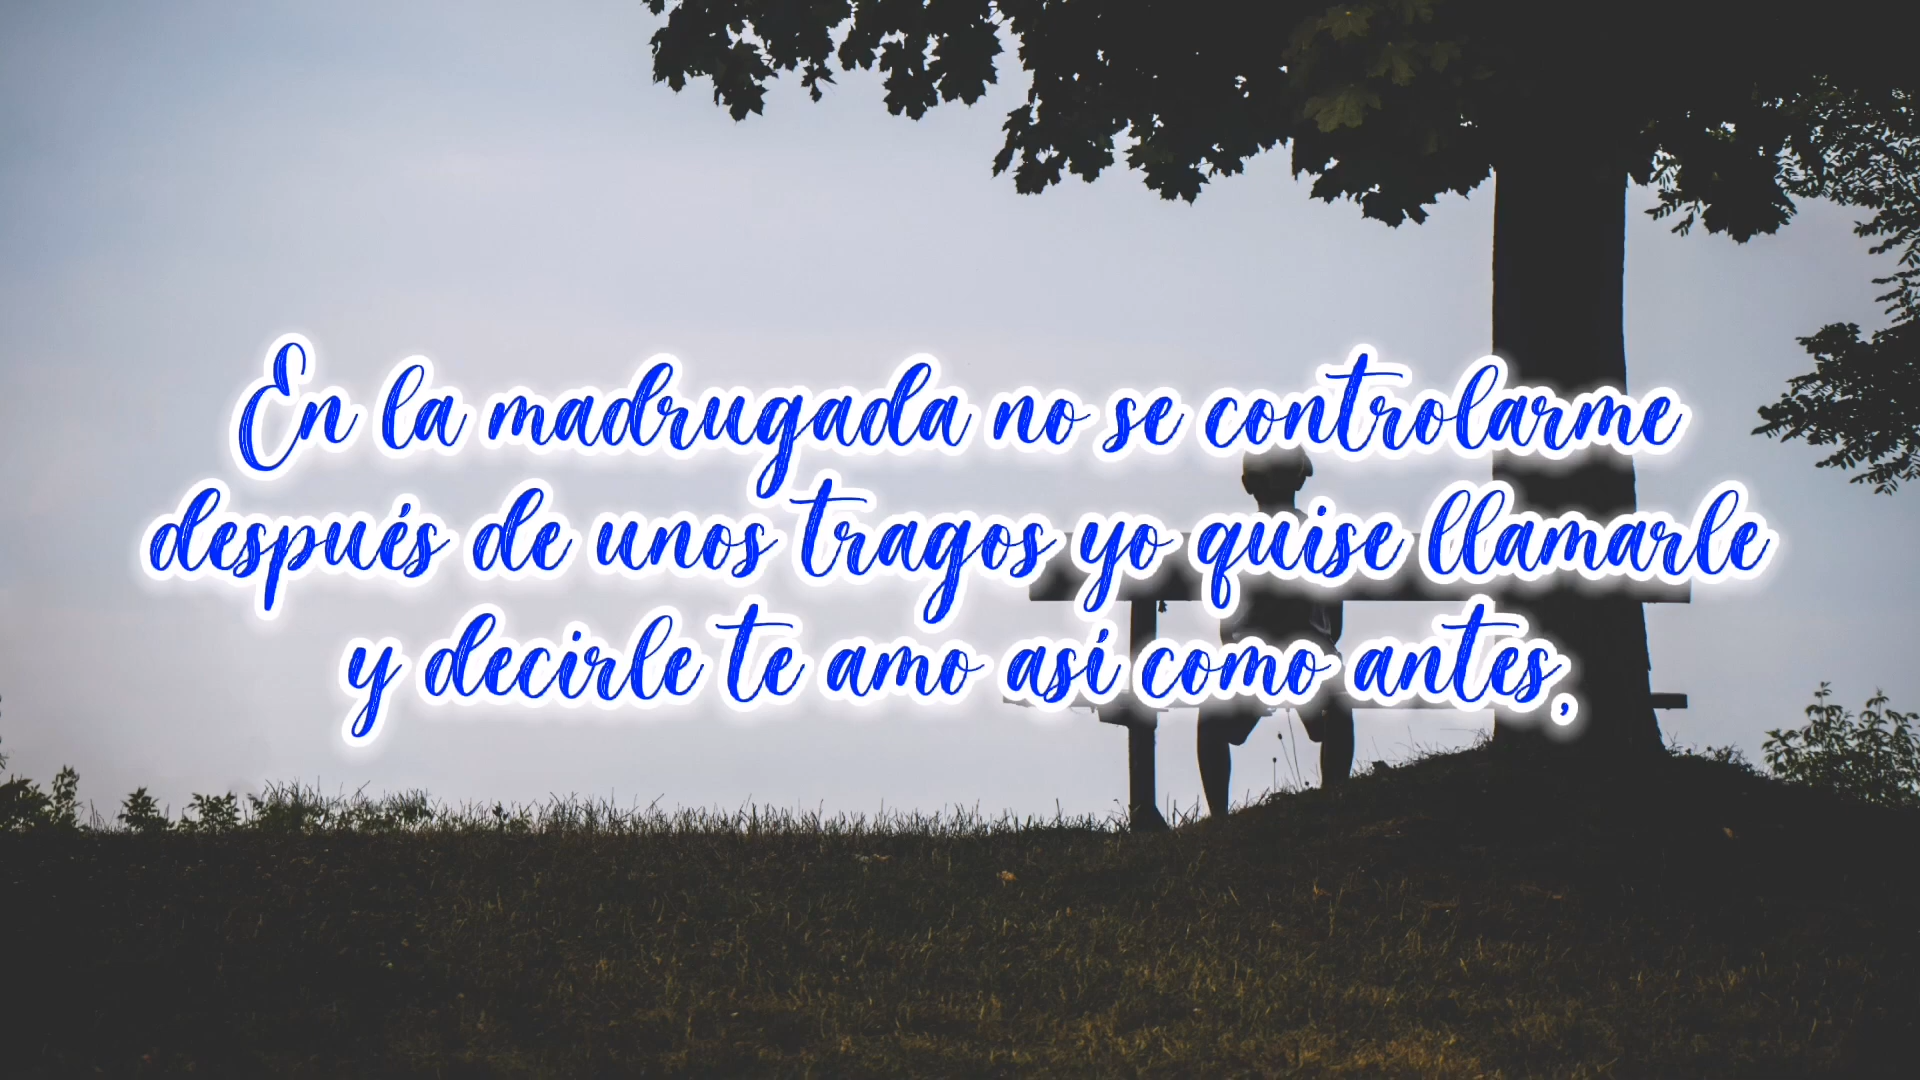 En la madrugada no se controlarme
después de unos tragos yo quise llamarle
y decirle te amo así como antes,